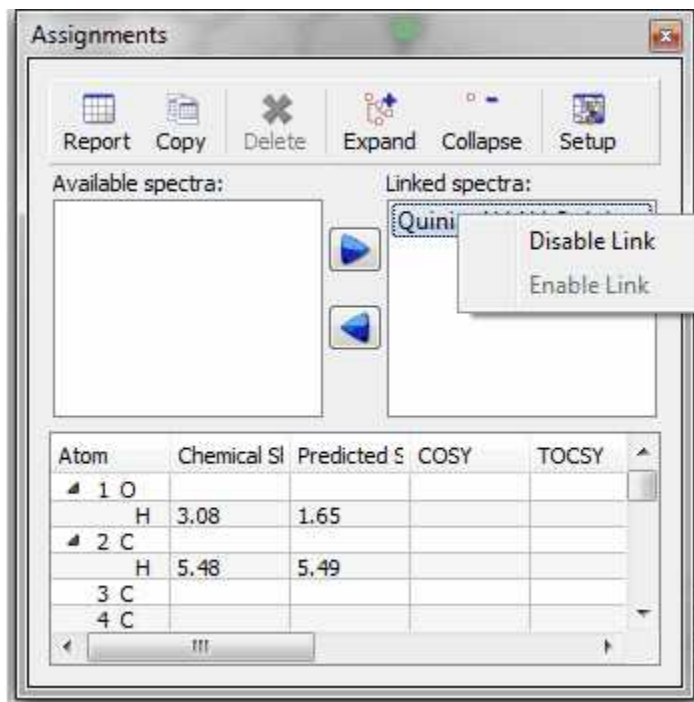 Assignments
Report Copy Delete Expand Collapse Setup
Available spectra: Linked spectra:
Disable Link
Enable Link
Atom Chemical Sl Predicted S COSY TOCSY
1 O
H 3.08 1.65
2 C
H 5.48 5.49
3 C
4 C